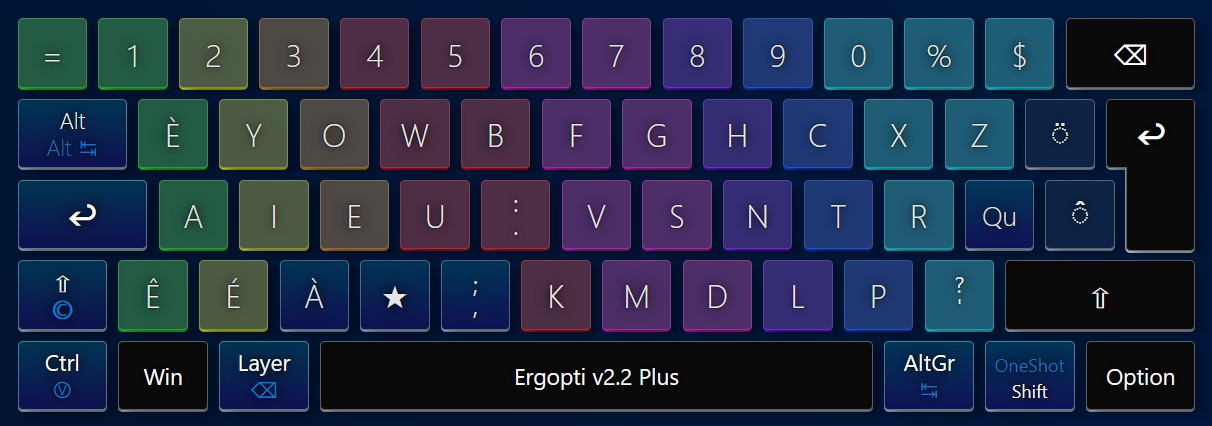 = 1 2 3 4 5 6 7 8 9 0 % $ ⌫
Alt È Y O W B F G H C X Z ◌̈ ↩
Alt ↹
↩ A I E U : V S N T R Qu ◌̂
.
⇧ Ê É À ★ ; K M D L P ? ⇧
© , '
Ctrl Win Layer Ergopti v2.2 Plus AltGr OneShot Option
Ⓥ ⌫ ↹ Shift